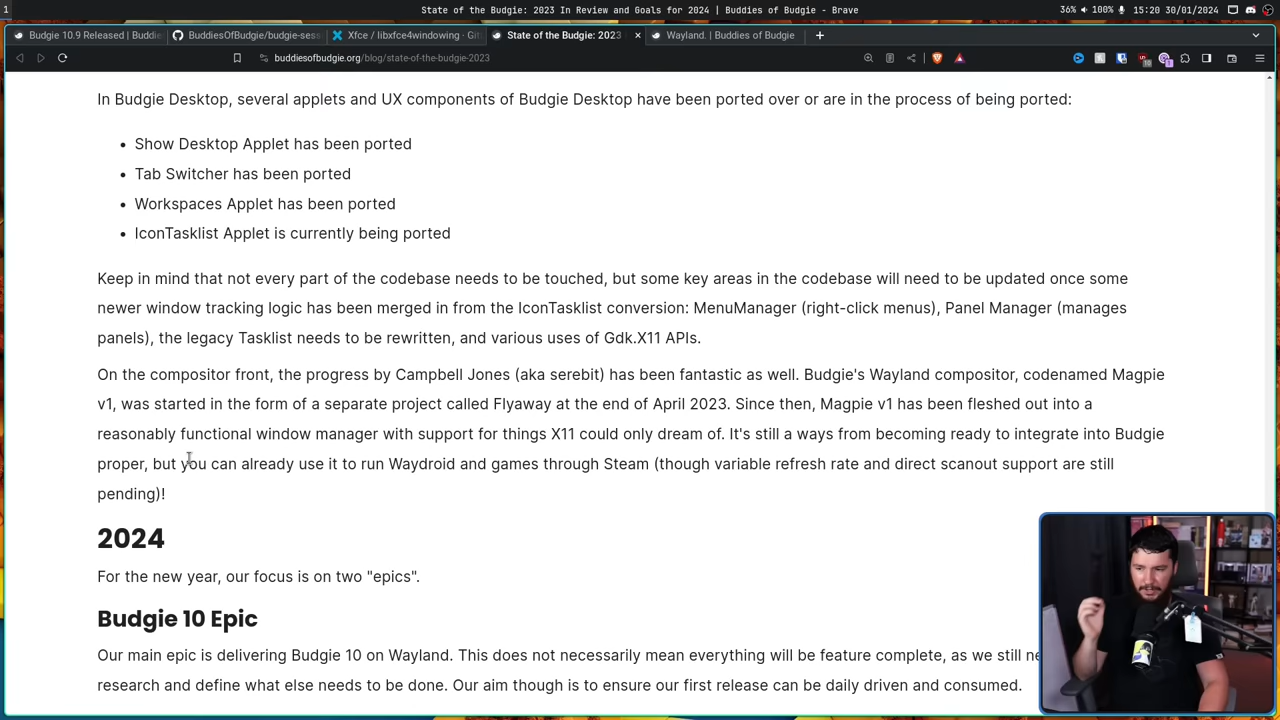 1
State of the Budgie: 2023 In Review and Goals for 2024 | Buddies of Budgie - Brave
36% 100% 15:20 30/01/2024
Budgie 10.9 Released | Buddie
BuddiesOfBudgie/budgie-sess
Xfce / libxfce4windowing · Git
State of the Budgie: 2023
Wayland. | Buddies of Budgie
buddiesofbudgie.org/blog/state-of-the-budgie-2023
In Budgie Desktop, several applets and UX components of Budgie Desktop have been ported over or are in the process of being ported:
• Show Desktop Applet has been ported
• Tab Switcher has been ported
• Workspaces Applet has been ported
• IconTasklist Applet is currently being ported
Keep in mind that not every part of the codebase needs to be touched, but some key areas in the codebase will need to be updated once some
newer window tracking logic has been merged in from the IconTasklist conversion: MenuManager (right-click menus), Panel Manager (manages
panels), the legacy Tasklist needs to be rewritten, and various uses of Gdk.X11 APIs.
On the compositor front, the progress by Campbell Jones (aka serebit) has been fantastic as well. Budgie's Wayland compositor, codenamed Magpie
v1, was started in the form of a separate project called Flyaway at the end of April 2023. Since then, Magpie v1 has been fleshed out into a
reasonably functional window manager with support for things X11 could only dream of. It's still a ways from becoming ready to integrate into Budgie
proper, but you can already use it to run Waydroid and games through Steam (though variable refresh rate and direct scanout support are still
pending)!
2024
For the new year, our focus is on two "epics".
Budgie 10 Epic
Our main epic is delivering Budgie 10 on Wayland. This does not necessarily mean everything will be feature complete, as we still ne
research and define what else needs to be done. Our aim though is to ensure our first release can be daily driven and consumed.